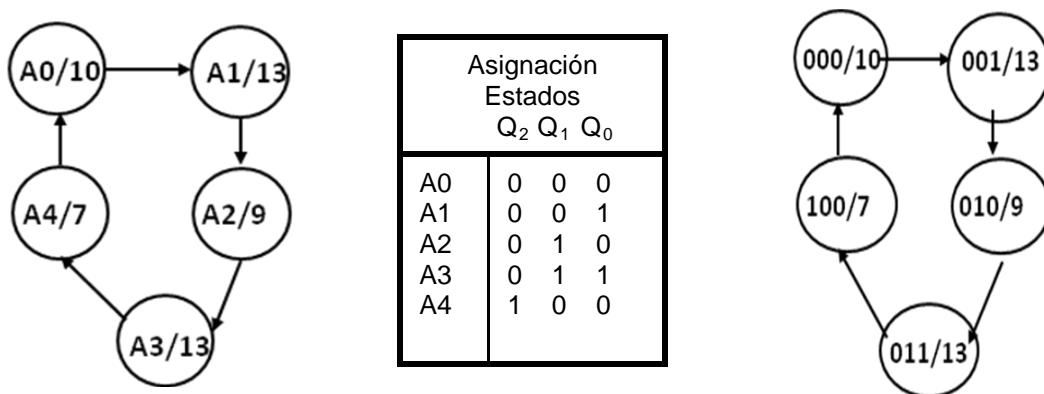 A0/10
A1/13
A4/7
A2/9
A3/13
Asignación
Estados
Q₂ Q₁ Q₀
A0 0 0 0
A1 0 0 1
A2 0 1 0
A3 0 1 1
A4 1 0 0
000/10
001/13
100/7
010/9
011/13